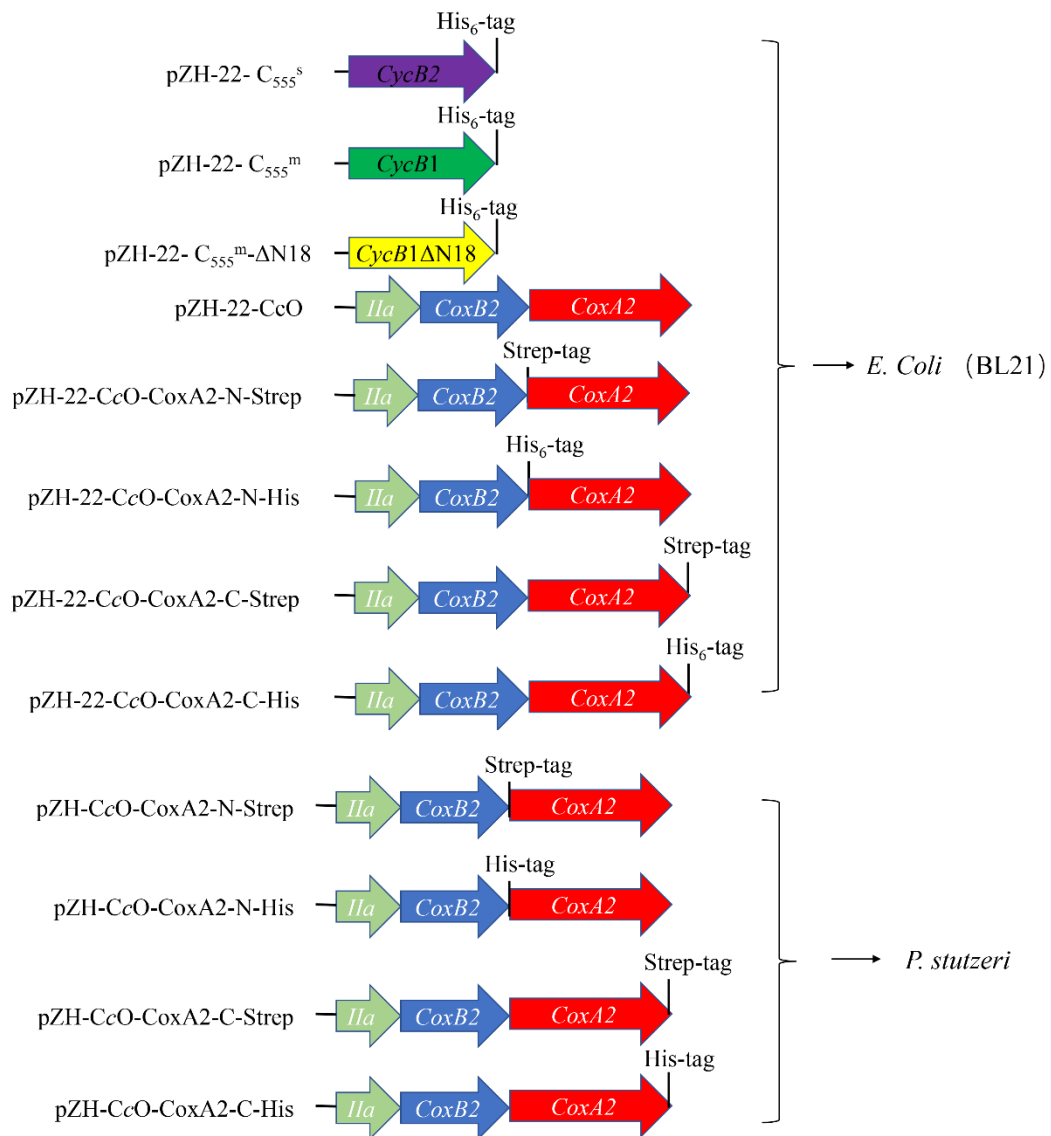 His₆-tag
pZH-22- C₅₅₅ˢ
CycB2
His₆-tag
pZH-22- C₅₅₅ᵐ
CycB1
His₆-tag
pZH-22- C₅₅₅ᵐ-ΔN18
CycB1ΔN18
pZH-22-CcO
IIa CoxB2 CoxA2
Strep-tag
pZH-22-CcO-CoxA2-N-Strep
IIa CoxB2 CoxA2
E. Coli (BL21)
His₆-tag
pZH-22-CcO-CoxA2-N-His
IIa CoxB2 CoxA2
Strep-tag
pZH-22-CcO-CoxA2-C-Strep
IIa CoxB2 CoxA2
His₆-tag
pZH-22-CcO-CoxA2-C-His
IIa CoxB2 CoxA2
Strep-tag
pZH-CcO-CoxA2-N-Strep
IIa CoxB2 CoxA2
His-tag
pZH-CcO-CoxA2-N-His
IIa CoxB2 CoxA2
P. stutzeri
Strep-tag
pZH-CcO-CoxA2-C-Strep
IIa CoxB2 CoxA2
His-tag
pZH-CcO-CoxA2-C-His
IIa CoxB2 CoxA2